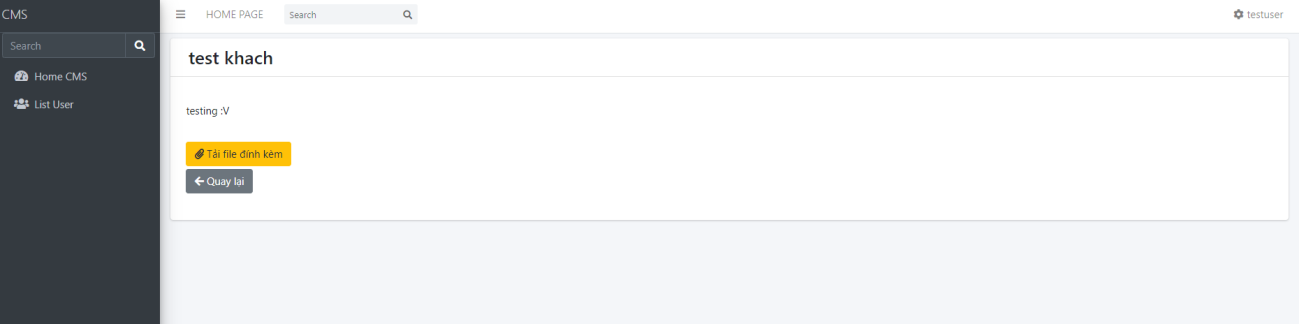 CMS
HOME PAGE
Search
testuser
Search
Home CMS
List User
test khach
testing :V
Tải file đính kèm
Quay lại